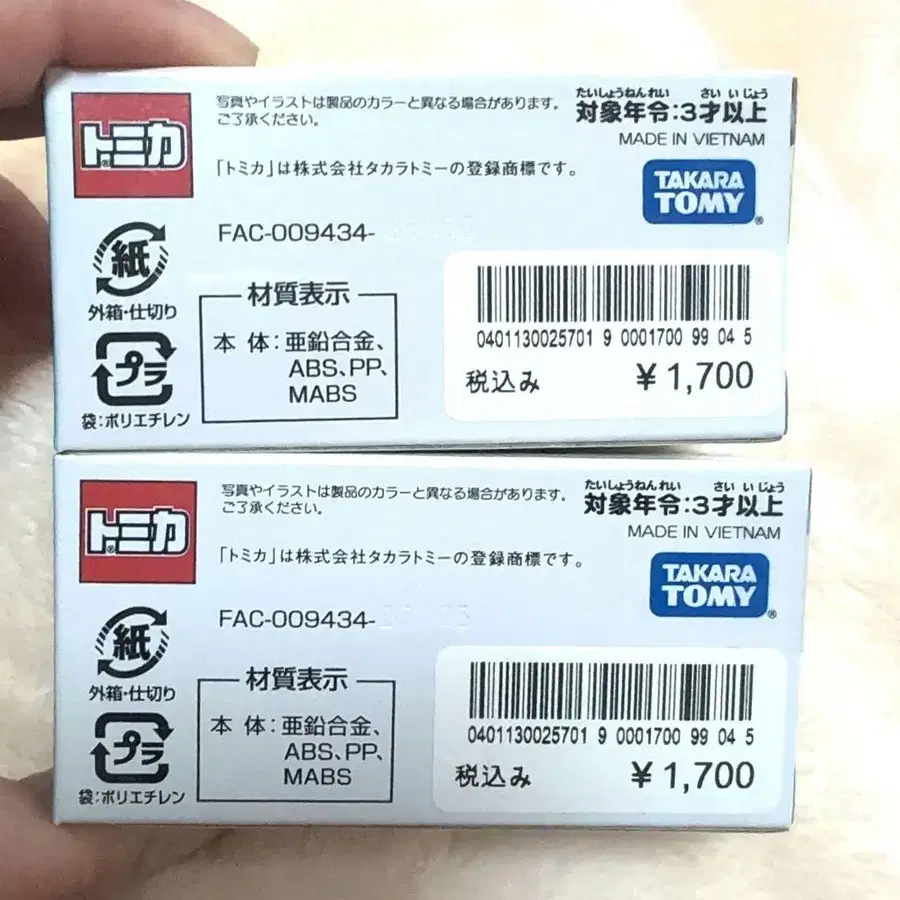 トミカ
®
写真やイラストは製品のカラーと異なる場合があります。
ご了承ください。
たいしょうねんれい さい いじょう
対象年令:3才以上
MADE IN VIETNAM
「トミカ」は株式会社タカラトミーの登録商標です。
TAKARA
TOMY
®
FAC-009434-
紙
外箱・仕切り
プラ
袋:ポリエチレン
材質表示
本 体:亜鉛合金、
ABS、PP、
MABS
0401130025701 9 0001700 99 04 5
税込み ¥1,700
トミカ
®
写真やイラストは製品のカラーと異なる場合があります。
ご了承ください。
たいしょうねんれい さい いじょう
対象年令:3才以上
MADE IN VIETNAM
「トミカ」は株式会社タカラトミーの登録商標です。
TAKARA
TOMY
®
FAC-009434-
紙
外箱・仕切り
プラ
袋:ポリエチレン
材質表示
本 体:亜鉛合金、
ABS、PP、
MABS
0401130025701 9 0001700 99 04 5
税込み ¥1,700